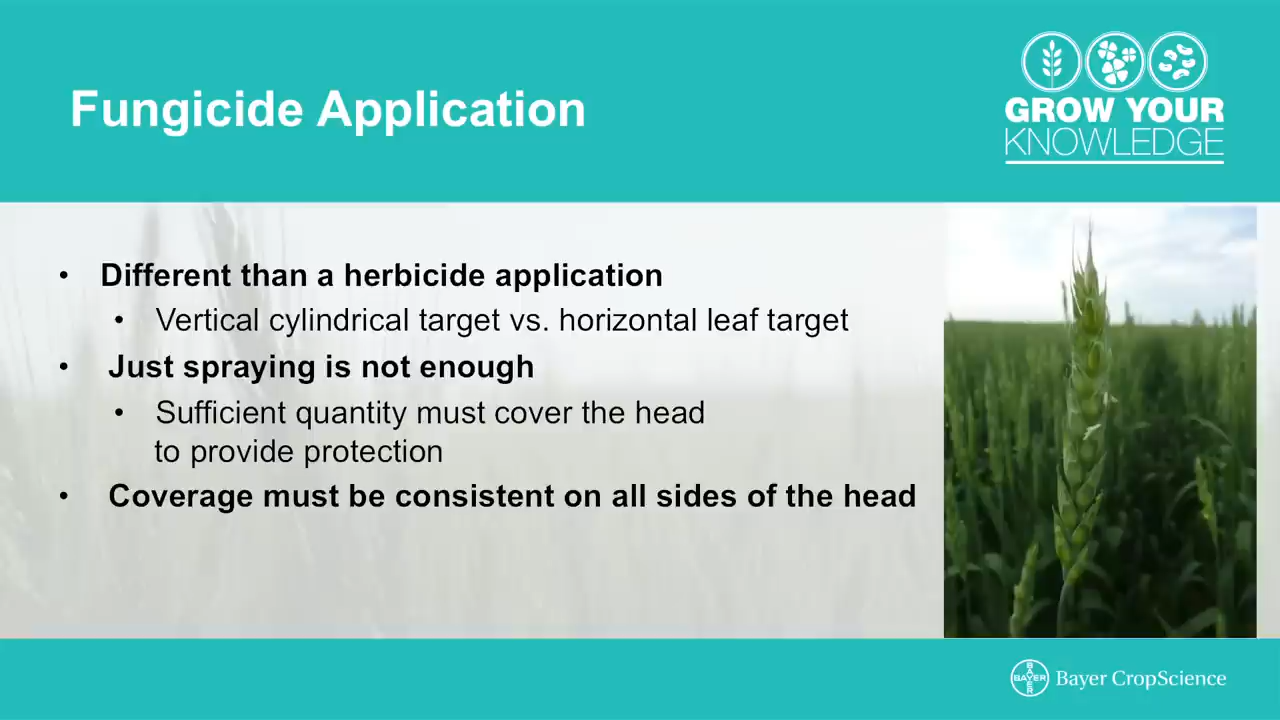 Fungicide Application
GROW YOUR
KNOWLEDGE
• Different than a herbicide application
• Vertical cylindrical target vs. horizontal leaf target
• Just spraying is not enough
• Sufficient quantity must cover the head
to provide protection
• Coverage must be consistent on all sides of the head
BAYER
BAYER
Bayer CropScience